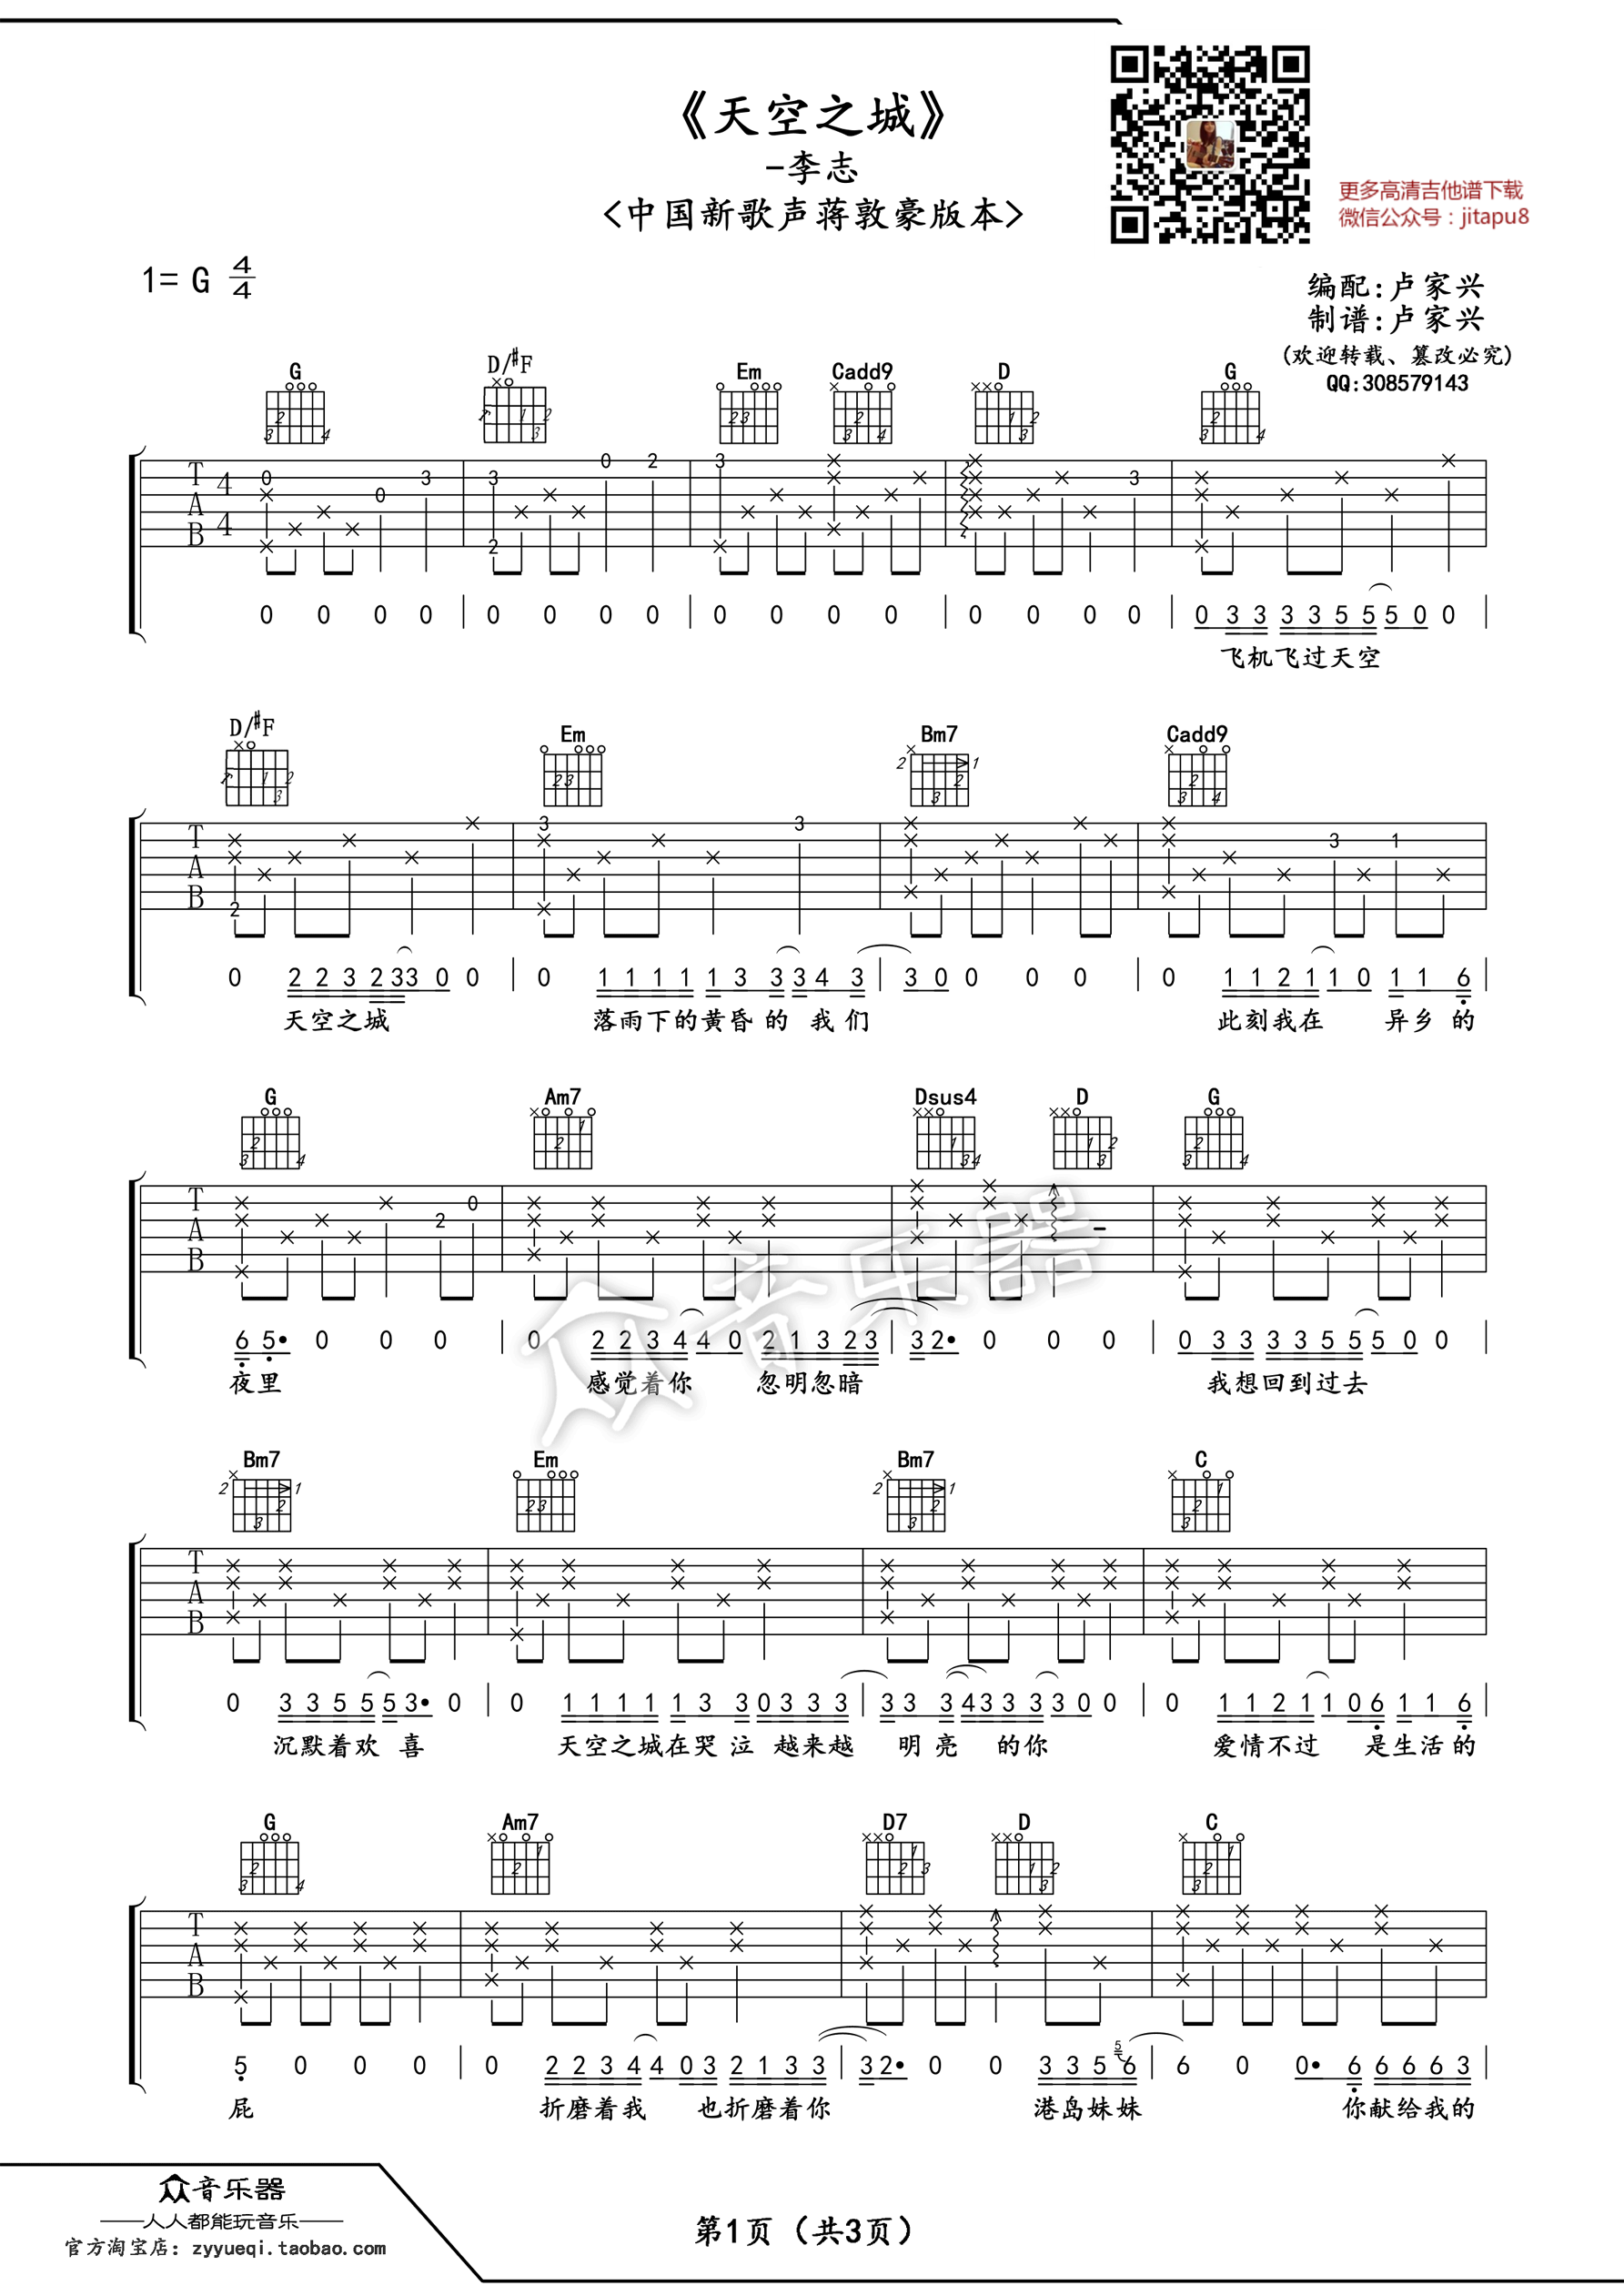 《天空之城》
-李志
<中国新歌声蒋敦豪版本>
更多高清吉他谱下载
微信公众号：jitapu8
1= G 4/4
编配:卢家兴
制谱:卢家兴
(欢迎转载、篡改必究)
QQ:308579143
G D/#F Em Cadd9 D G
T A B 4/4
0 0 0 0 | 0 0 0 0 | 0 0 0 0 | 0 0 0 0 | 0 3 3 3 3 5 5 5 0 0 |
飞机飞过天空
D/#F Em Bm7 Cadd9
T A B
0 2 2 3 2 3 3 0 0 | 0 1 1 1 1 1 3 3 3 4 3 | 3 0 0 0 0 | 0 1 1 2 1 1 0 1 1 6 |
天空之城 落雨下的黄昏的 我们 此刻我在 异乡的
G Am7 Dsus4 D G
T A B
6 5• 0 0 0 | 0 2 2 3 4 4 0 2 1 3 2 3 | 3 2• 0 0 0 | 0 3 3 3 3 5 5 5 0 0 |
夜里 感觉着你 忽明忽暗 我想回到过去
众音乐器
Bm7 Em Bm7 C
T A B
0 3 3 5 5 5 3• 0 | 0 1 1 1 1 1 3 3 0 3 3 3 | 3 3 3 4 3 3 3 3 0 0 | 0 1 1 2 1 1 0 6 1 1 6 |
沉默着欢喜 天空之城在哭泣 越来越 明亮 的你 爱情不过 是生活的
G Am7 D7 D C
T A B
5 0 0 0 | 0 2 2 3 4 4 0 3 2 1 3 3 | 3 2• 0 0 3 3 5 5 6 | 6 0 0• 6 6 6 6 3 |
屁 折磨着我 也折磨着你 港岛妹妹 你献给我的
众音乐器
——人人都能玩音乐——
官方淘宝店：zyyueqi.taobao.com
第1页（共3页）